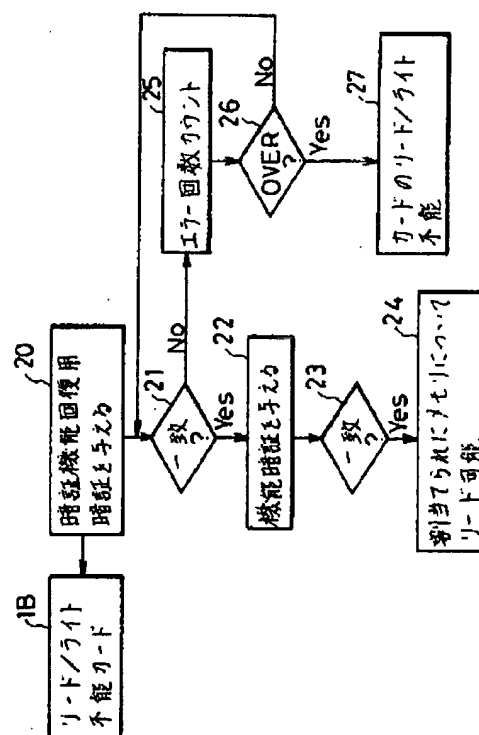 1B
リード/ライト
不能カード
20
暗証機能回復用
暗証を与える
21
一致
?
No
Yes
22
機能暗証を与える
23
一致
?
Yes
24
割当てられにメモリについて
リード可能
25
エラー回数カウント
26
OVER
?
No
Yes
27
カードのリード/ライト
不能